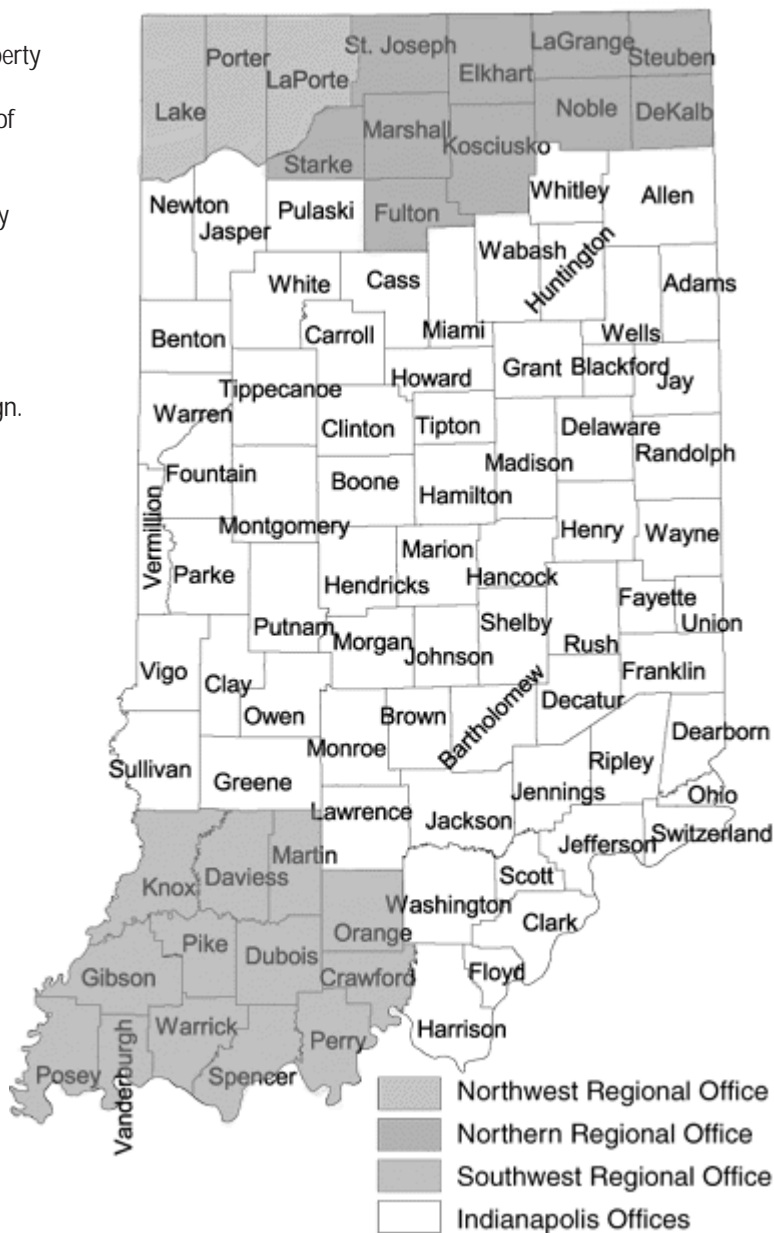 perty
of
y
gn.
St. Joseph
LaGrange
Porter
Steuben
LaPorte
Elkhart
Lake
Noble
DeKalb
Marshall
Kosciusko
Starke
Whitley
Allen
Newton
Pulaski
Fulton
Jasper
Wabash
Huntington
White
Cass
Adams
Benton
Carroll
Miami
Wells
Grant
Blackford
Jay
Howard
Tippecanoe
Warren
Clinton
Tipton
Delaware
Randolph
Fountain
Boone
Madison
Hamilton
Vermillion
Montgomery
Henry
Wayne
Marion
Parke
Hendricks
Hancock
Fayette
Union
Putnam
Morgan
Shelby
Rush
Johnson
Vigo
Clay
Franklin
Owen
Brown
Bartholomew
Decatur
Monroe
Dearborn
Sullivan
Greene
Ripley
Jennings
Ohio
Lawrence
Jackson
Switzerland
Jefferson
Martin
Knox
Daviess
Scott
Washington
Orange
Clark
Pike
Dubois
Gibson
Crawford
Floyd
Warrick
Harrison
Perry
Posey
Spencer
Vanderburgh
Northwest Regional Office
Northern Regional Office
Southwest Regional Office
Indianapolis Offices